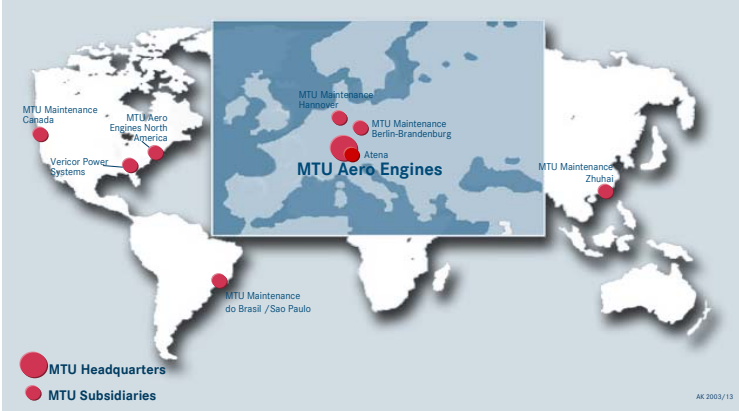 MTU Maintenance
Hannover
MTU Maintenance
Canada
MTU Aero
Engines North
America
MTU Maintenance
Berlin-Brandenburg
Atena
Vericor Power
Systems
MTU Aero Engines
MTU Maintenance
Zhuhai
MTU Maintenance
do Brasil /Sao Paulo
MTU Headquarters
MTU Subsidiaries
AK 2003/13